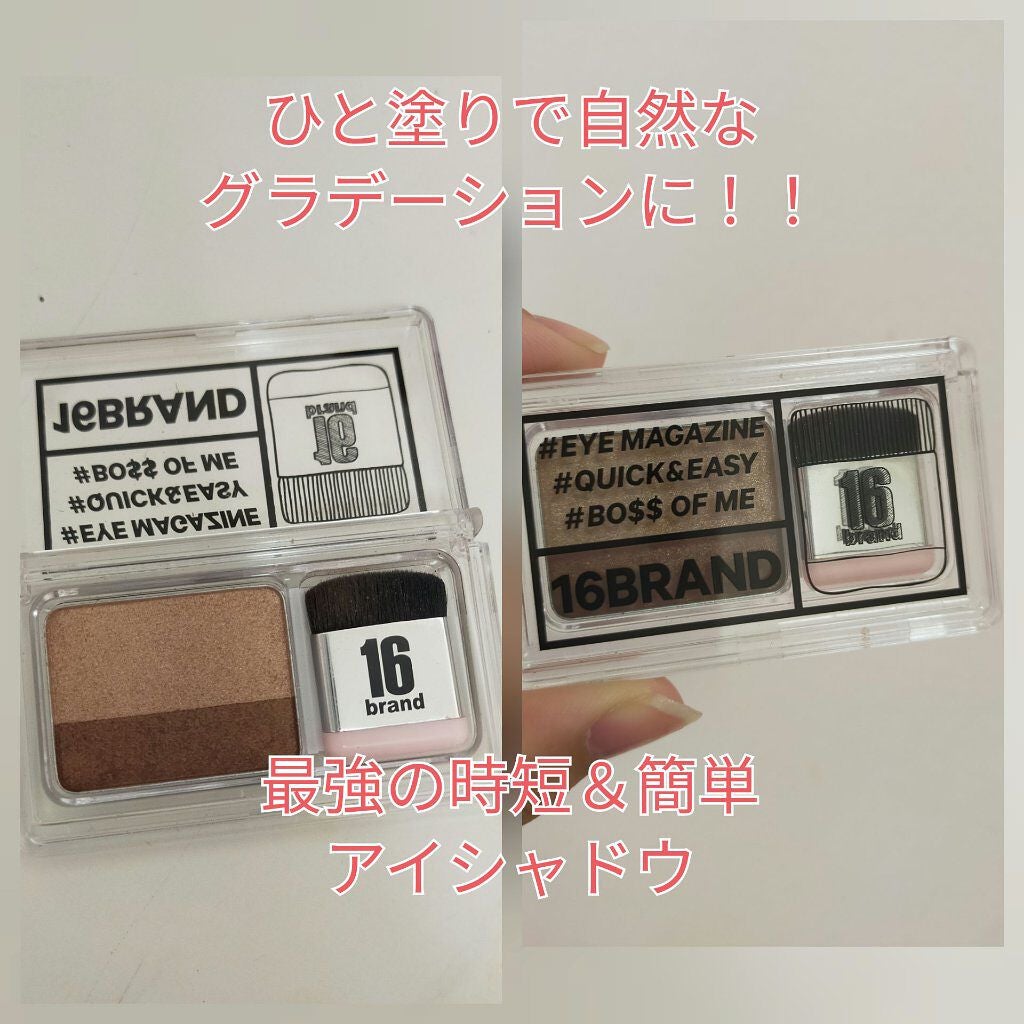 ひと塗りで自然な
グラデーションに！！
16BRAND
#BO$$ OF ME
#QUICK&EASY
#EYE MAGAZINE
16
brand
16
brand
#EYE MAGAZINE
#QUICK&EASY
#BO$$ OF ME
16BRAND
16
brand
最強の時短＆簡単
アイシャドウ